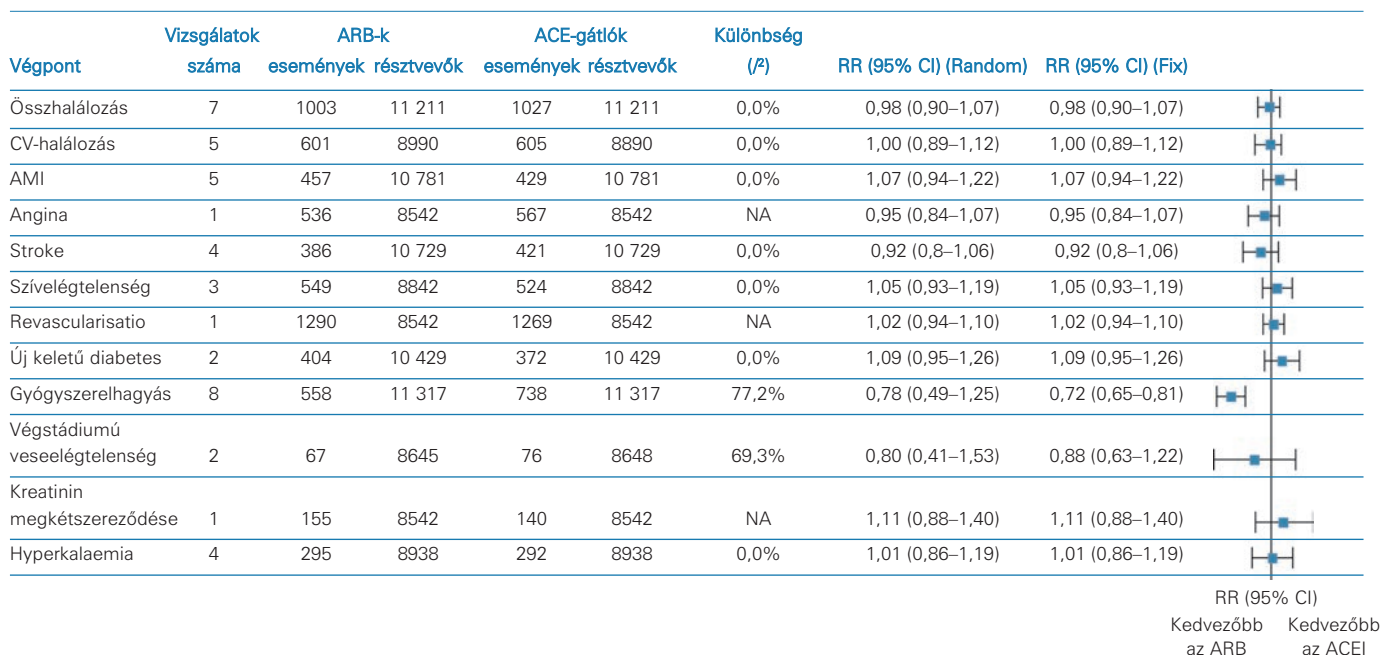 Vizsgálatok ARB-k ACE-gátlók Különbség
Végpont száma események résztvevők események résztvevők (I²) RR (95% CI) (Random) RR (95% CI) (Fix)
Összhalálozás 7 1003 11 211 1027 11 211 0,0% 0,98 (0,90–1,07) 0,98 (0,90–1,07)
CV-halálozás 5 601 8990 605 8890 0,0% 1,00 (0,89–1,12) 1,00 (0,89–1,12)
AMI 5 457 10 781 429 10 781 0,0% 1,07 (0,94–1,22) 1,07 (0,94–1,22)
Angina 1 536 8542 567 8542 NA 0,95 (0,84–1,07) 0,95 (0,84–1,07)
Stroke 4 386 10 729 421 10 729 0,0% 0,92 (0,8–1,06) 0,92 (0,8–1,06)
Szívelégtelenség 3 549 8842 524 8842 0,0% 1,05 (0,93–1,19) 1,05 (0,93–1,19)
Revascularisatio 1 1290 8542 1269 8542 NA 1,02 (0,94–1,10) 1,02 (0,94–1,10)
Új keletű diabetes 2 404 10 429 372 10 429 0,0% 1,09 (0,95–1,26) 1,09 (0,95–1,26)
Gyógyszerelhagyás 8 558 11 317 738 11 317 77,2% 0,78 (0,49–1,25) 0,72 (0,65–0,81)
Végstádiumú
veseelégtelenség 2 67 8645 76 8648 69,3% 0,80 (0,41–1,53) 0,88 (0,63–1,22)
Kreatinin
megkétszereződése 1 155 8542 140 8542 NA 1,11 (0,88–1,40) 1,11 (0,88–1,40)
Hyperkalaemia 4 295 8938 292 8938 0,0% 1,01 (0,86–1,19) 1,01 (0,86–1,19)
RR (95% CI)
Kedvezőbb Kedvezőbb
az ARB az ACEI